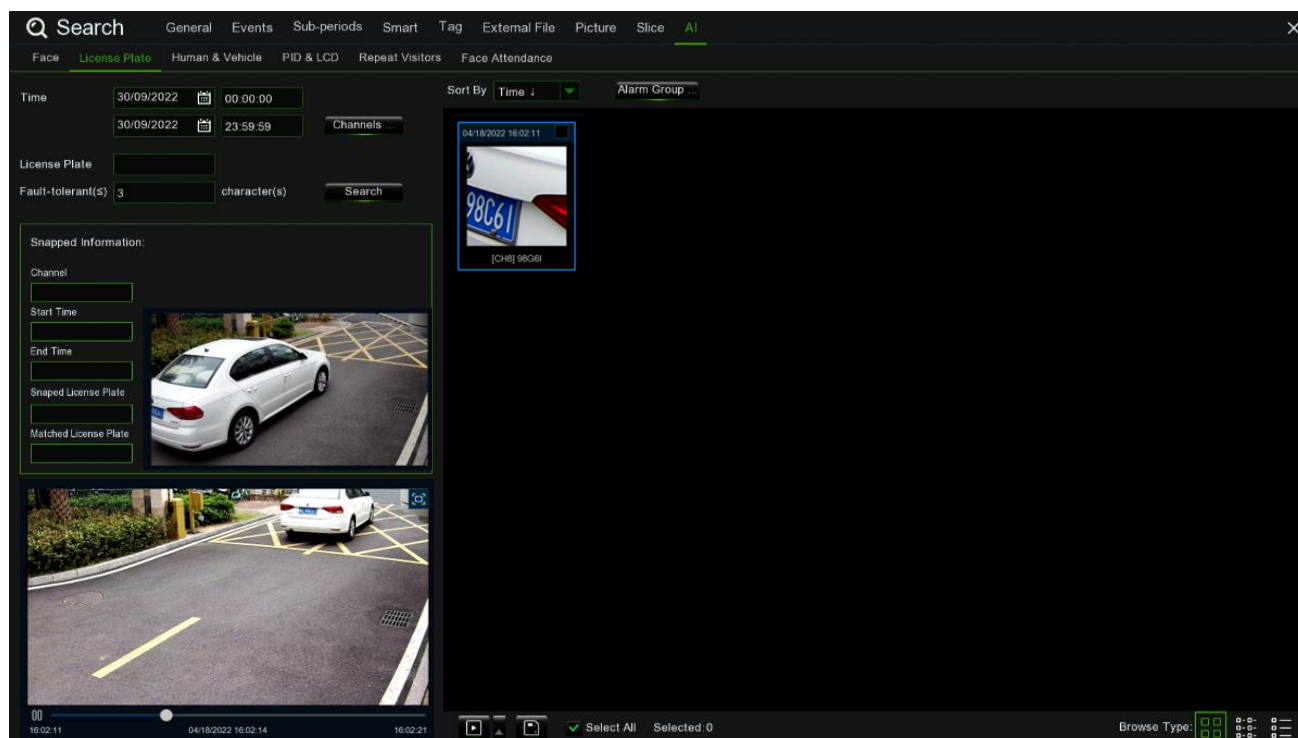 Search General Events Sub-periods Smart Tag External File Picture Slice AI
Face License Plate Human & Vehicle PID & LCD Repeat Visitors Face Attendance
Time 30/09/2022 00:00:00
30/09/2022 23:59:59 Channels ...
License Plate
Fault-tolerant(≤) 3 character(s) Search
Snapped Information:
Channel
Start Time
End Time
Snaped License Plate
Matched License Plate
16:02:11 04/18/2022 16:02:14 16:02:21
Sort By Time ↓ Alarm Group ...
04/18/2022 16:02:11
98C6I
[CH8] 98G6I
Select All Selected:0
Browse Type: